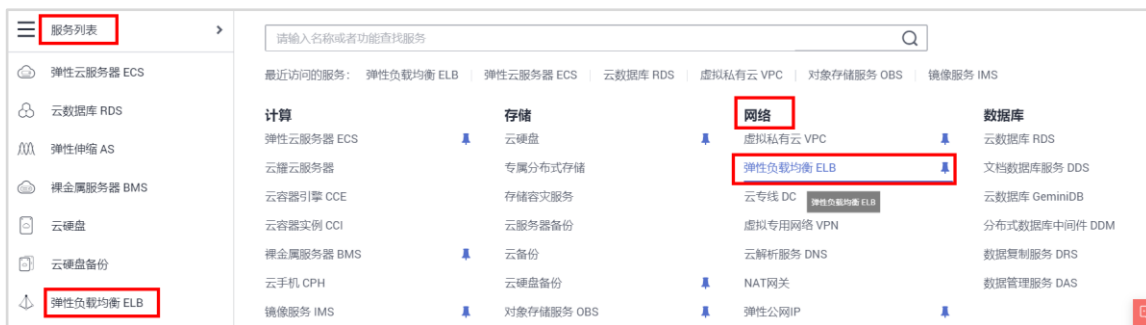 服务列表
弹性云服务器 ECS
云数据库 RDS
弹性伸缩 AS
裸金属服务器 BMS
云硬盘
云硬盘备份
弹性负载均衡 ELB
请输入名称或者功能查找服务
最近访问的服务： 弹性负载均衡 ELB 弹性云服务器 ECS 云数据库 RDS 虚拟私有云 VPC 对象存储服务 OBS 镜像服务 IMS
计算
弹性云服务器 ECS
云耀云服务器
云容器引擎 CCE
云容器实例 CCI
裸金属服务器 BMS
云手机 CPH
镜像服务 IMS
存储
云硬盘
专属分布式存储
存储容灾服务
云服务器备份
云备份
云硬盘备份
对象存储服务 OBS
网络
虚拟私有云 VPC
弹性负载均衡 ELB
云专线 DC
弹性负载均衡 ELB
虚拟专用网络 VPN
云解析服务 DNS
NAT网关
弹性公网IP
数据库
云数据库 RDS
文档数据库服务 DDS
云数据库 GeminiDB
分布式数据库中间件 DDM
数据复制服务 DRS
数据管理服务 DAS